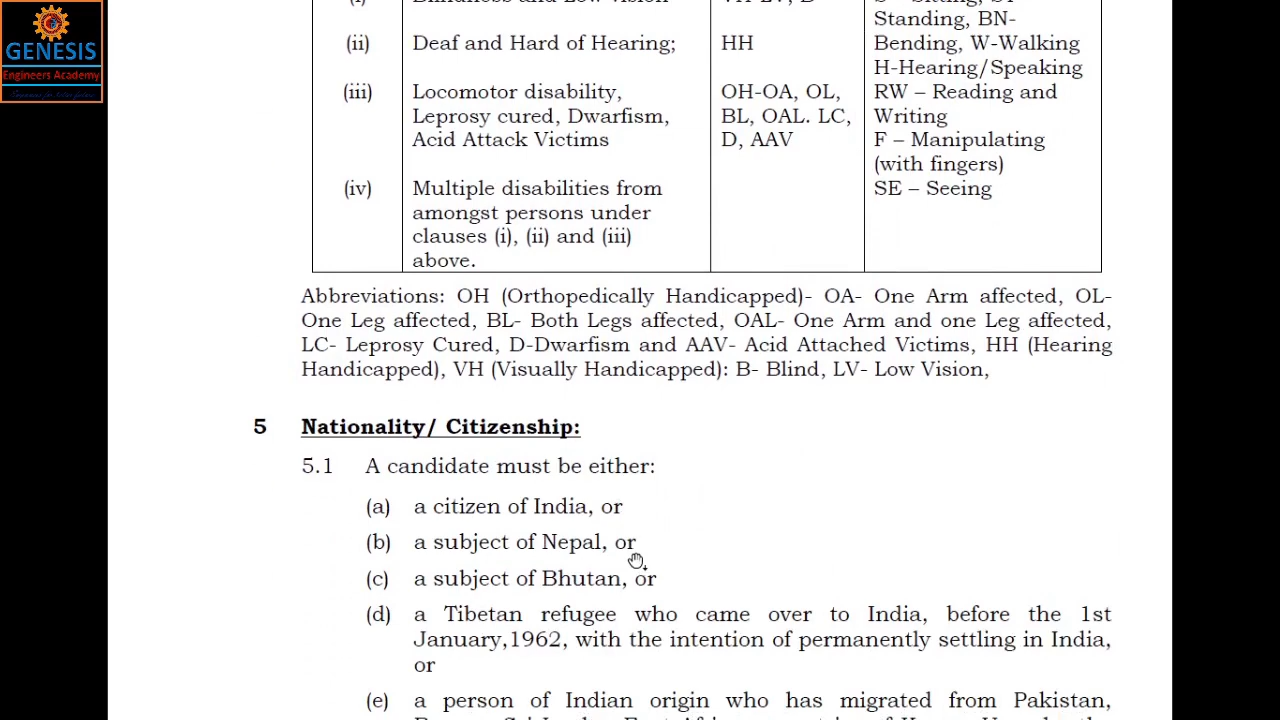 GENESIS
Engineers Academy
(ii) Deaf and Hard of Hearing; HH
Standing, BN-
Bending, W-Walking
H-Hearing/Speaking
RW – Reading and
Writing
F – Manipulating
(with fingers)
SE – Seeing
(iii) Locomotor disability,
Leprosy cured, Dwarfism,
Acid Attack Victims
OH-OA, OL,
BL, OAL. LC,
D, AAV
(iv) Multiple disabilities from
amongst persons under
clauses (i), (ii) and (iii)
above.
Abbreviations: OH (Orthopedically Handicapped)- OA- One Arm affected, OL-
One Leg affected, BL- Both Legs affected, OAL- One Arm and one Leg affected,
LC- Leprosy Cured, D-Dwarfism and AAV- Acid Attached Victims, HH (Hearing
Handicapped), VH (Visually Handicapped): B- Blind, LV- Low Vision,
5 Nationality/ Citizenship:
5.1 A candidate must be either:
(a) a citizen of India, or
(b) a subject of Nepal, or
(c) a subject of Bhutan, or
(d) a Tibetan refugee who came over to India, before the 1st
January,1962, with the intention of permanently settling in India,
or
(e) a person of Indian origin who has migrated from Pakistan,